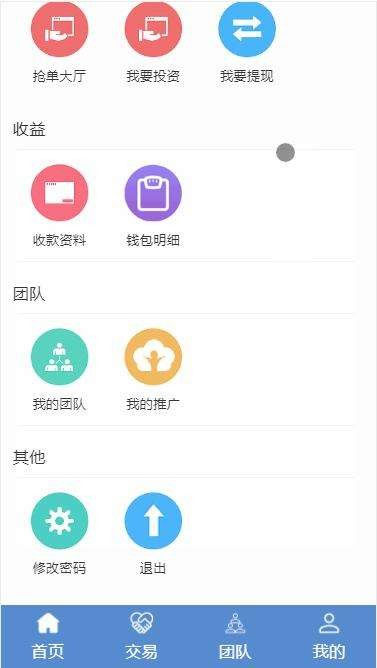 抢单大厅 我要投资 我要提现
收益
收款资料 钱包明细
团队
我的团队 我的推广
其他
修改密码 退出
首页 交易 团队 我的